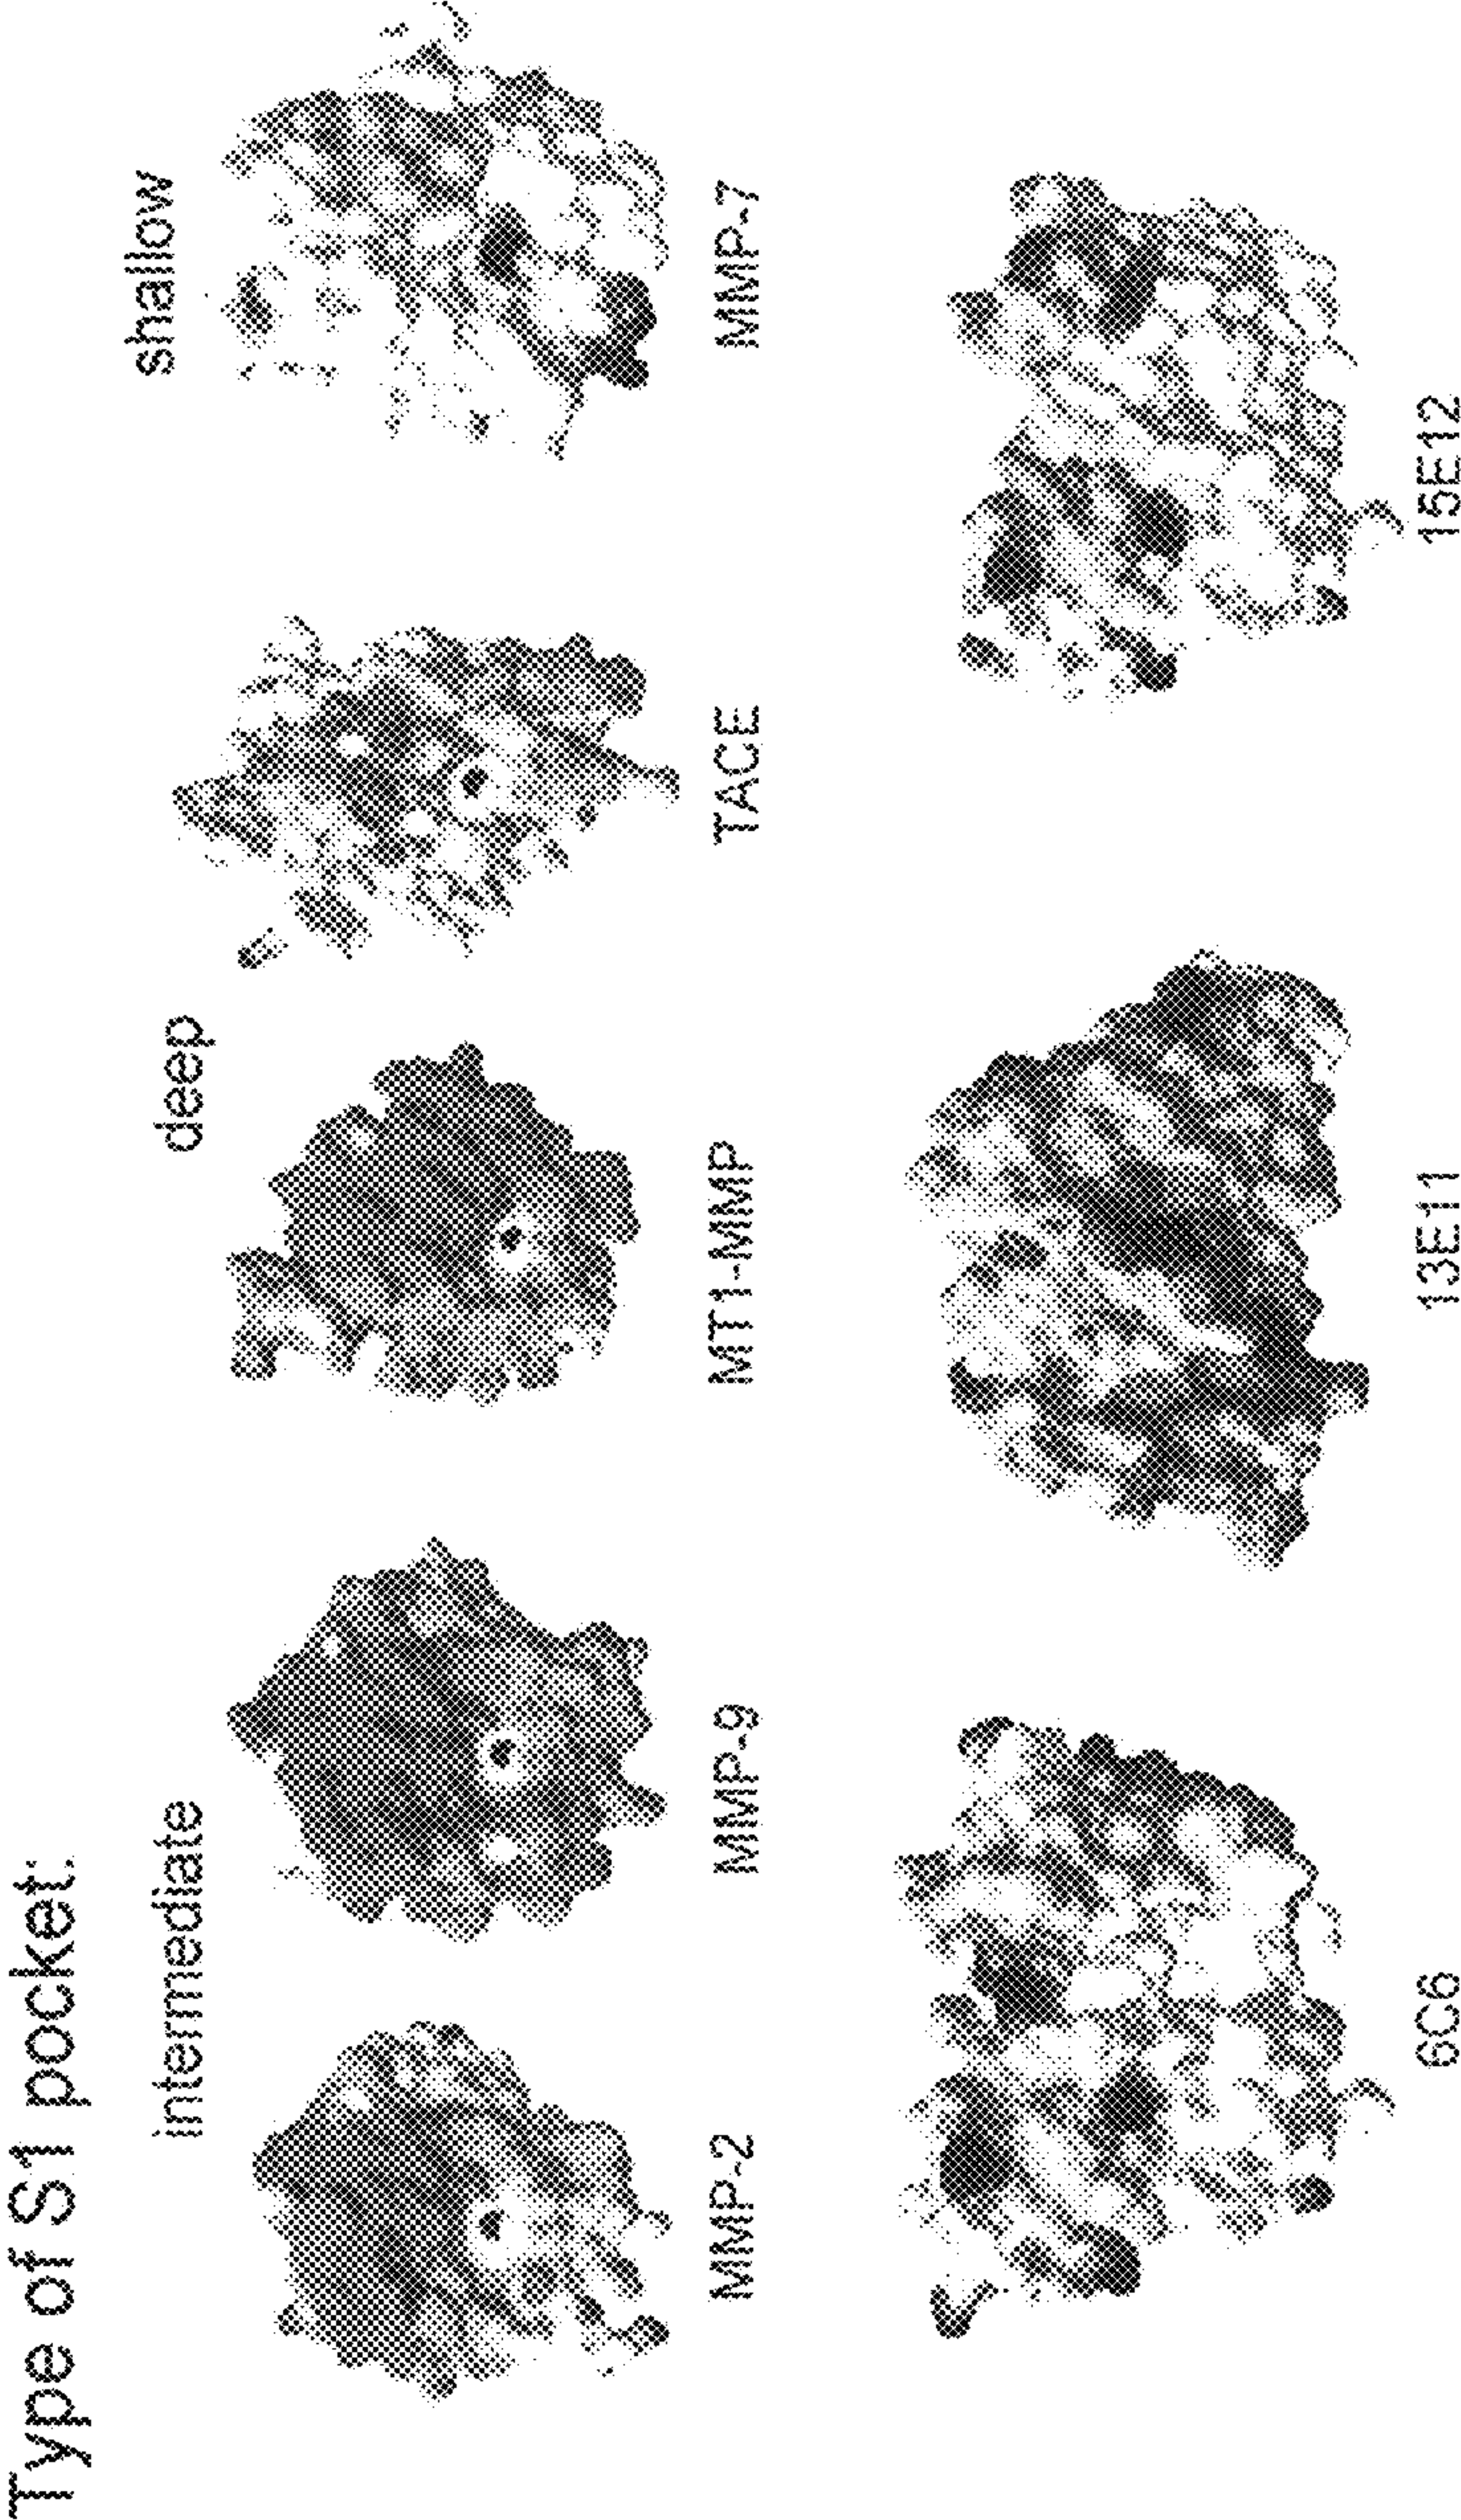 Type of S1 pocket:
intermediate
deep
shallow
MMP-2
MMP-9
MT1-MMP
TACE
MMP-7
6C6
13E11
15E12